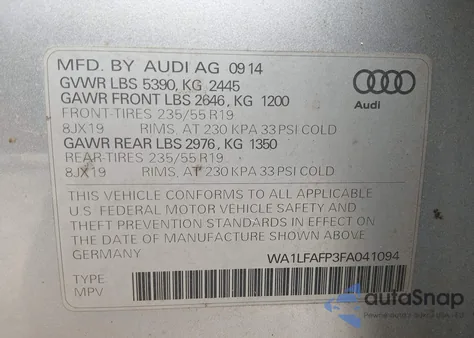 MFD. BY AUDI AG 09 14
GVWR LBS 5390, KG 2445
GAWR FRONT LBS 2646, KG 1200
FRONT-TIRES 235/55 R19
8JX19 RIMS, AT 230 KPA 33 PSI COLD
GAWR REAR LBS 2976, KG 1350
REAR-TIRES 235/55 R19
8JX19 RIMS, AT 230 KPA 33 PSI COLD
Audi
THIS VEHICLE CONFORMS TO ALL APPLICABLE
U.S. FEDERAL MOTOR VEHICLE SAFETY AND
THEFT PREVENTION STANDARDS IN EFFECT ON
THE DATE OF MANUFACTURE SHOWN ABOVE.
GERMANY WA1LFAFP3FA041094
TYPE
MPV
autoSnap